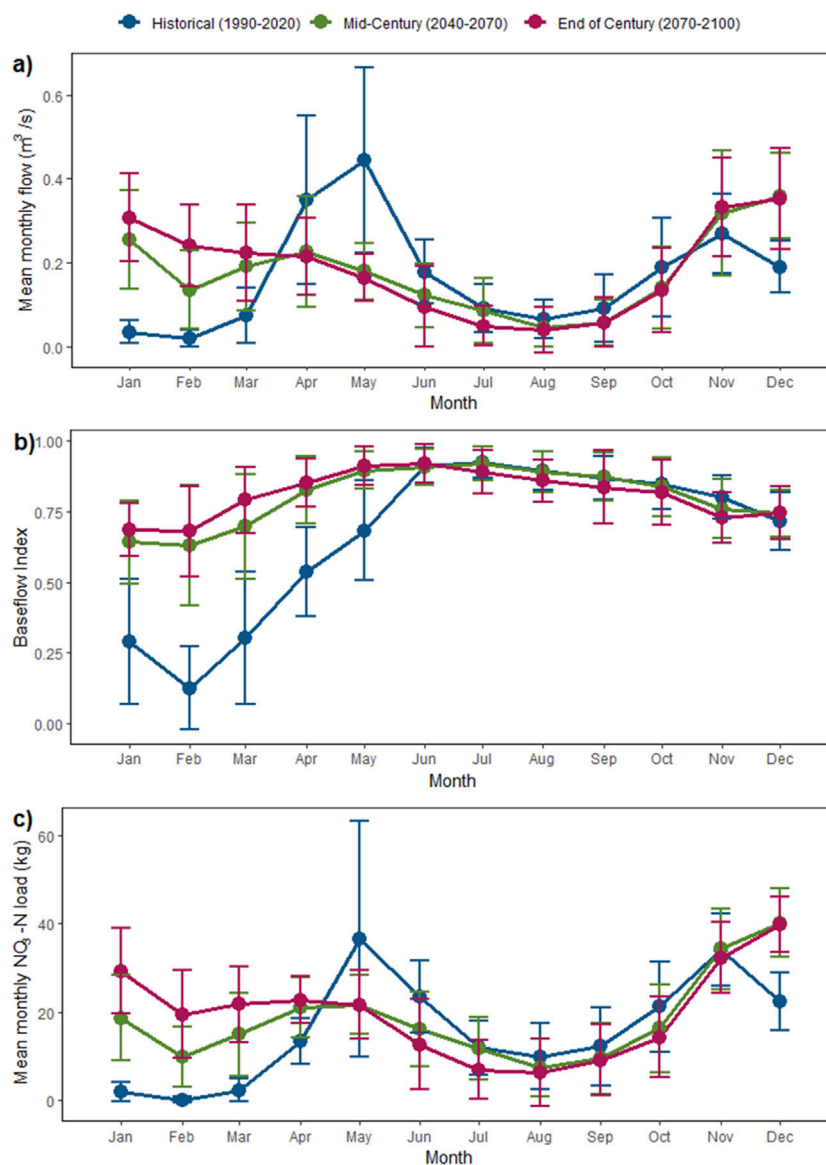 Historical (1990-2020) Mid-Century (2040-2070) End of Century (2070-2100)
a)
Mean monthly flow (m³/s)
0.6
0.4
0.2
0.0
Jan Feb Mar Apr May Jun Jul Aug Sep Oct Nov Dec
Month
b)
Baseflow Index
1.00
0.75
0.50
0.25
0.00
Jan Feb Mar Apr May Jun Jul Aug Sep Oct Nov Dec
Month
c)
Mean monthly NO₃-N load (kg)
60
40
20
0
Jan Feb Mar Apr May Jun Jul Aug Sep Oct Nov Dec
Month